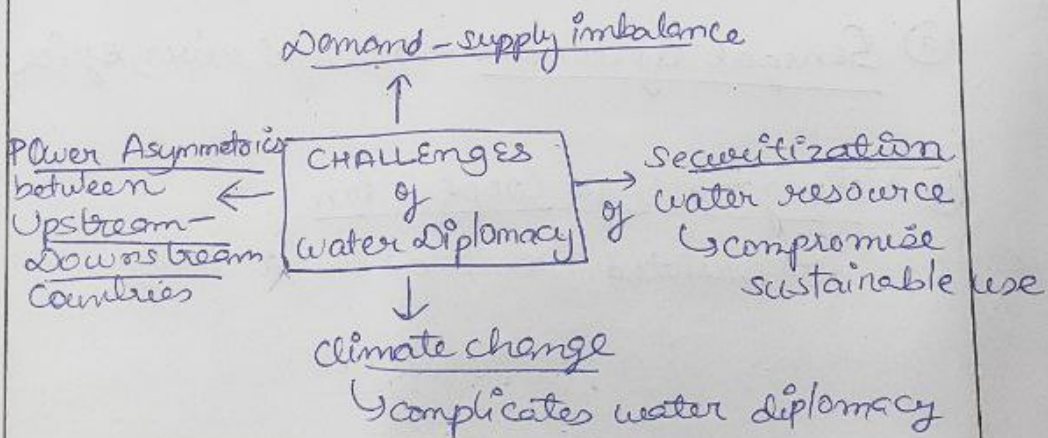 Demand-supply imbalance
Power Asymmetries
between
Upstream-
Downstream
Countries
CHALLENGES
of
Water Diplomacy
Securitization
of water resource
↳compromise
sustainable use
Climate change
↳complicates water diplomacy